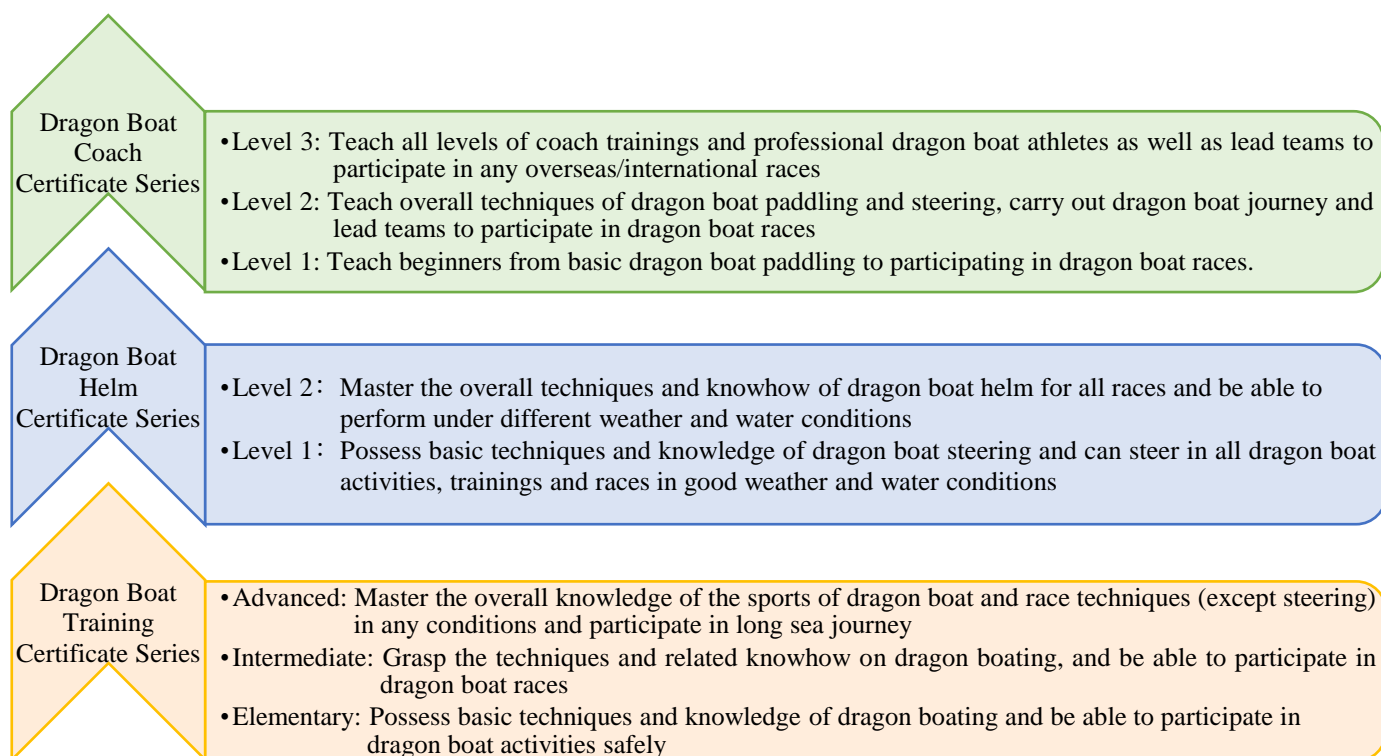 Dragon Boat
Coach
Certificate Series
•Level 3: Teach all levels of coach trainings and professional dragon boat athletes as well as lead teams to
participate in any overseas/international races
•Level 2: Teach overall techniques of dragon boat paddling and steering, carry out dragon boat journey and
lead teams to participate in dragon boat races
•Level 1: Teach beginners from basic dragon boat paddling to participating in dragon boat races.
Dragon Boat
Helm
Certificate Series
•Level 2： Master the overall techniques and knowhow of dragon boat helm for all races and be able to
perform under different weather and water conditions
•Level 1： Possess basic techniques and knowledge of dragon boat steering and can steer in all dragon boat
activities, trainings and races in good weather and water conditions
Dragon Boat
Training
Certificate Series
•Advanced: Master the overall knowledge of the sports of dragon boat and race techniques (except steering)
in any conditions and participate in long sea journey
•Intermediate: Grasp the techniques and related knowhow on dragon boating, and be able to participate in
dragon boat races
•Elementary: Possess basic techniques and knowledge of dragon boating and be able to participate in
dragon boat activities safely